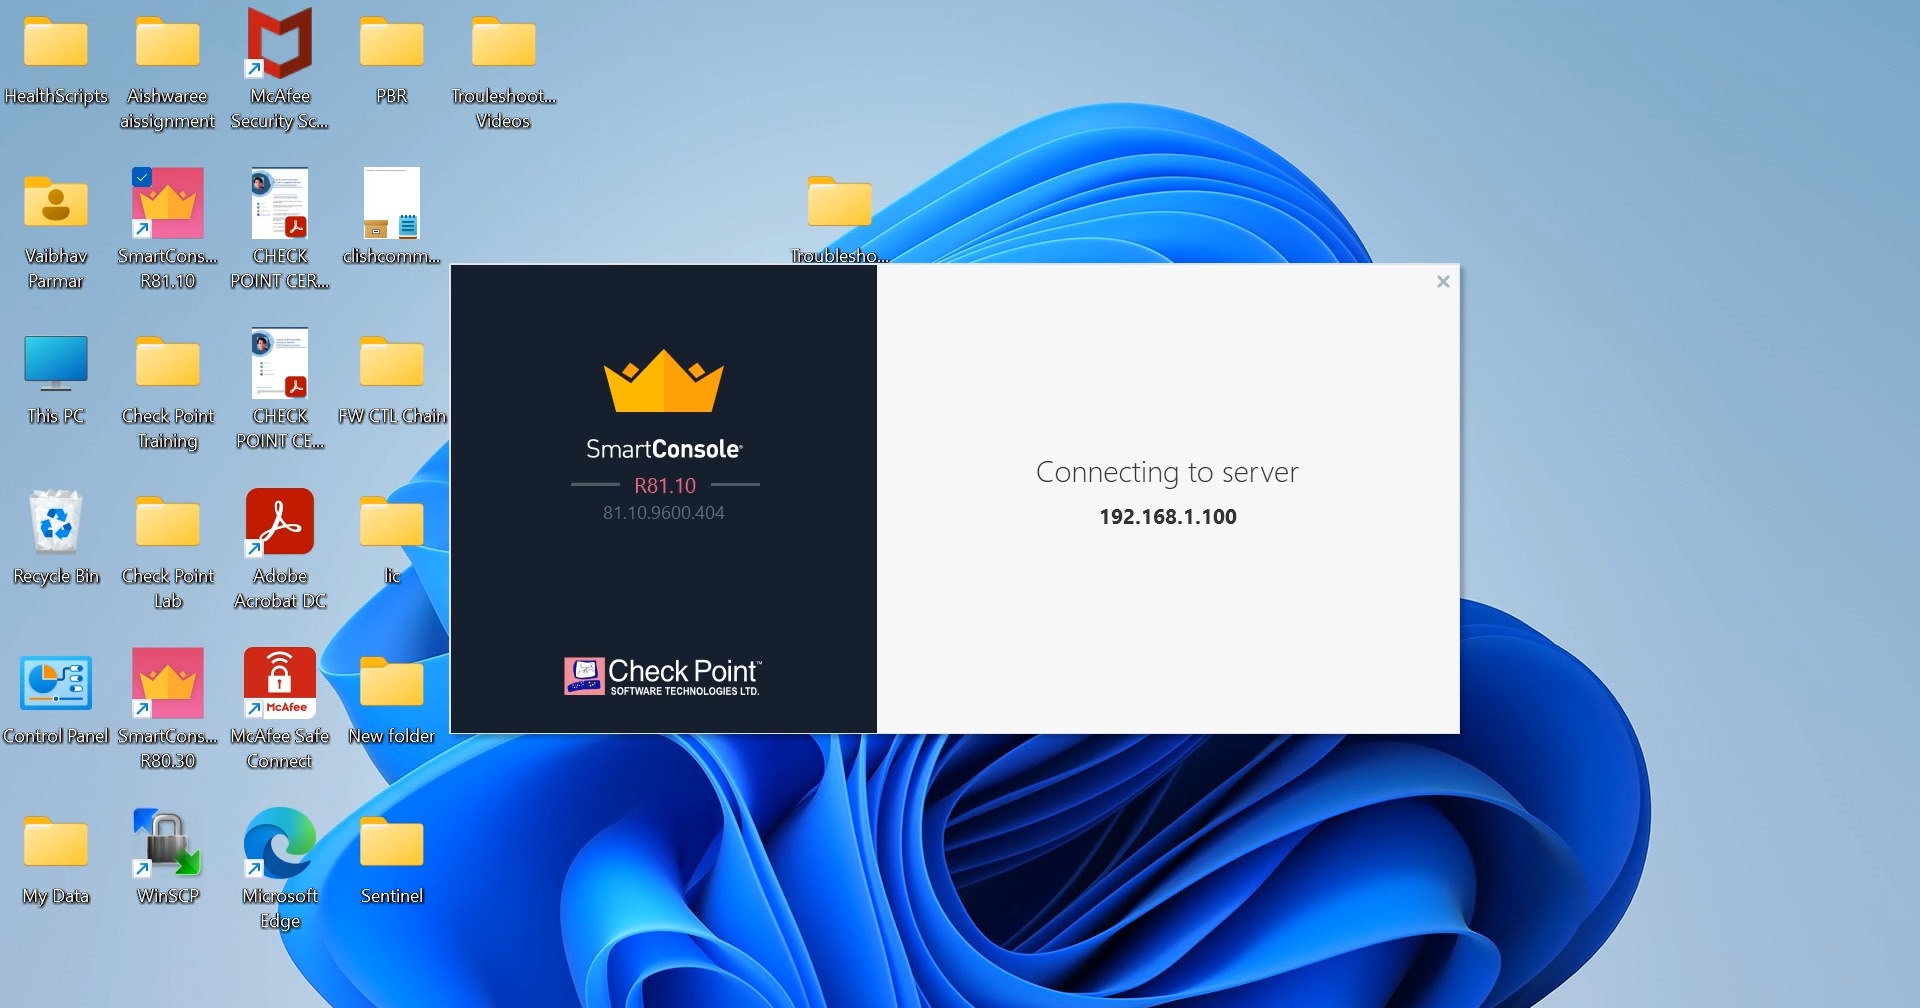 HealthScripts
Aishwaree
aissignment
McAfee
Security Sc...
PBR
Trouleshoot...
Videos
Vaibhav
Parmar
SmartCons...
R81.10
CHECK
POINT CER...
clishcomm...
Troublesho...
This PC
Check Point
Training
CHECK
POINT CE...
FW CTL Chain
Recycle Bin
Check Point
Lab
Adobe
Acrobat DC
lic
Control Panel
SmartCons...
R80.30
McAfee
McAfee Safe
Connect
New folder
My Data
WinSCP
Microsoft
Edge
Sentinel
SmartConsole
R81.10
81.10.9600.404
Check Point™
SOFTWARE TECHNOLOGIES LTD.
Connecting to server
192.168.1.100